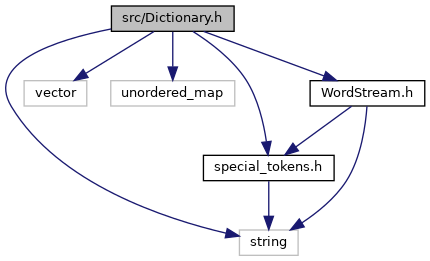 src/Dictionary.h
vector
unordered_map
WordStream.h
special_tokens.h
string